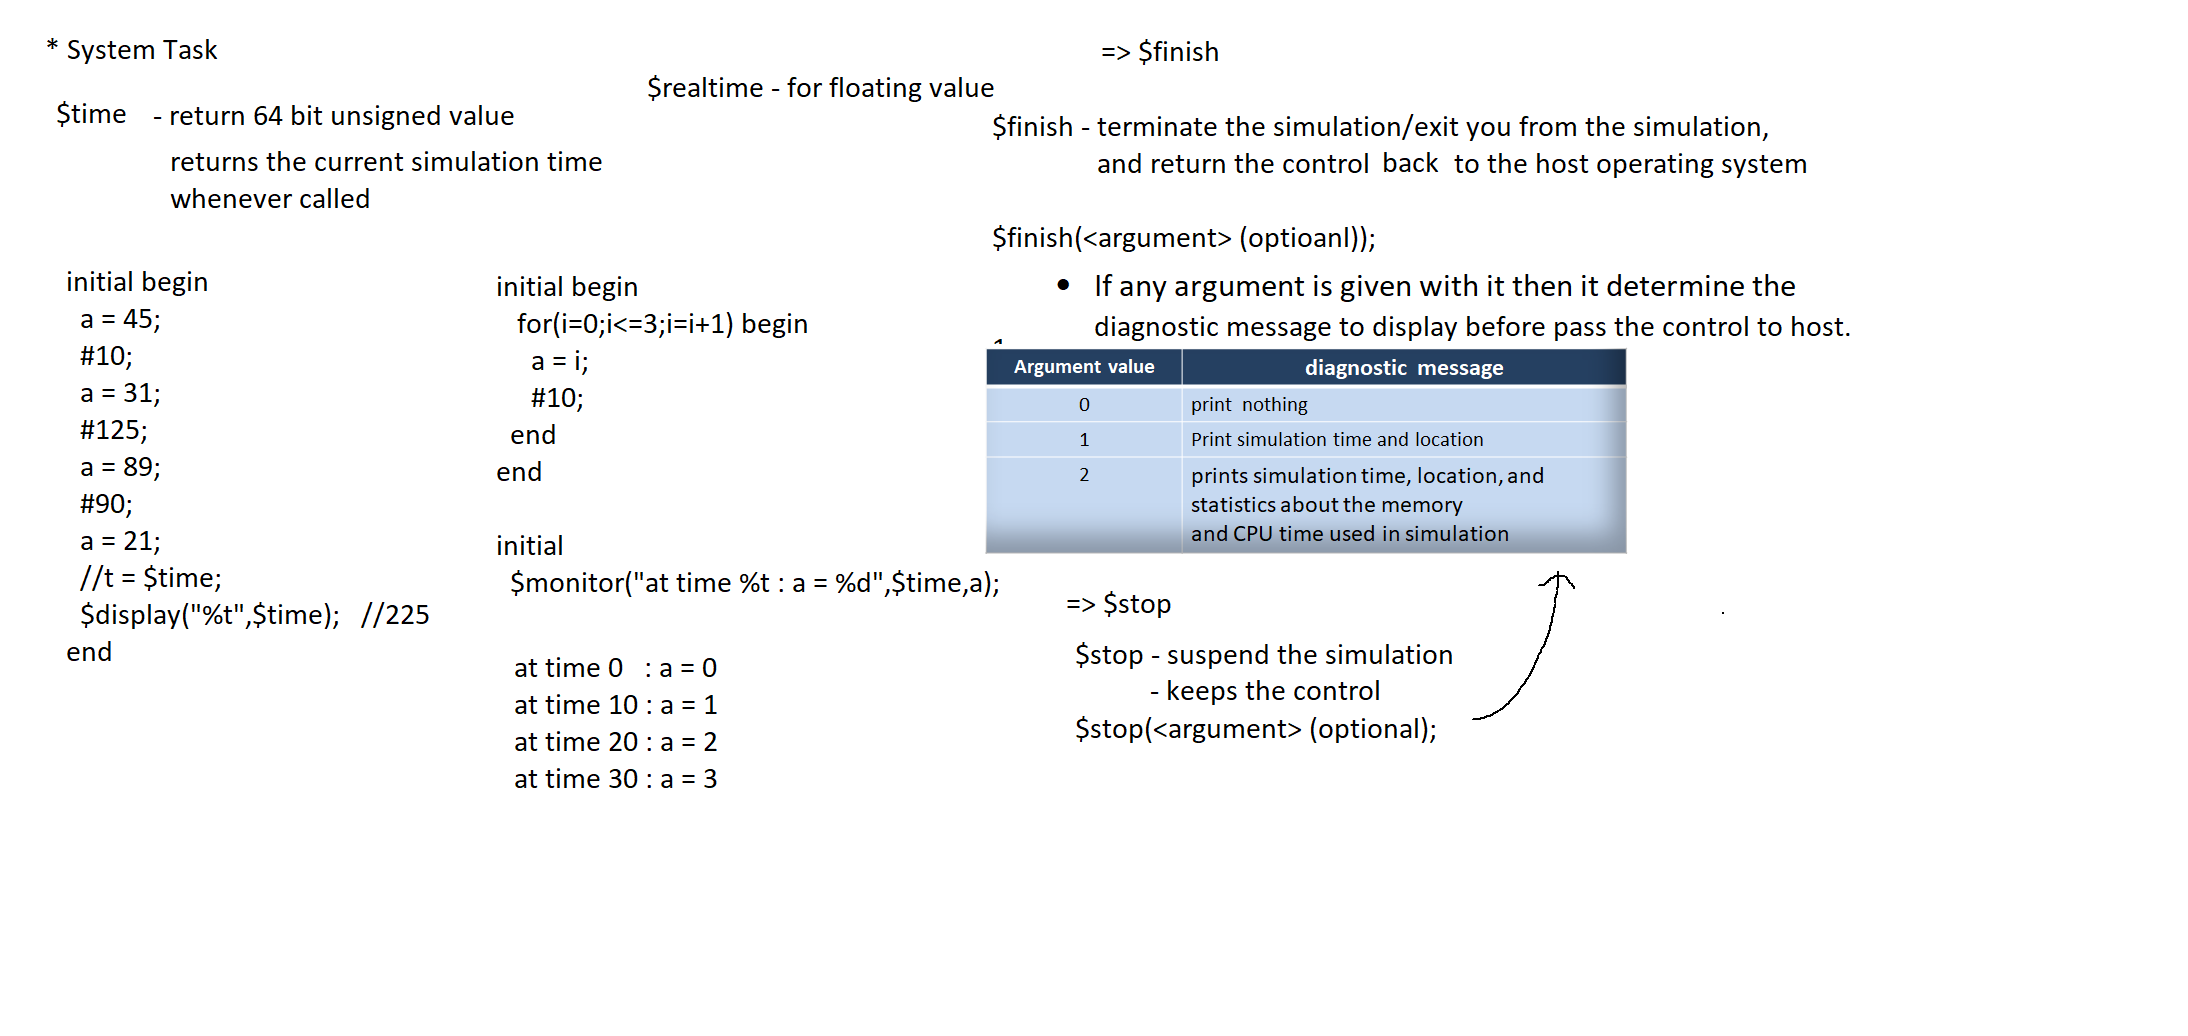 * System Task
$time - return 64 bit unsigned value
returns the current simulation time
whenever called
$realtime - for floating value
initial begin
a = 45;
#10;
a = 31;
#125;
a = 89;
#90;
a = 21;
//t = $time;
$display("%t",$time); //225
end
initial begin
for(i=0;i<=3;i=i+1) begin
a = i;
#10;
end
end
initial
$monitor("at time %t : a = %d",$time,a);
at time 0 : a = 0
at time 10 : a = 1
at time 20 : a = 2
at time 30 : a = 3
=> $finish
$finish - terminate the simulation/exit you from the simulation,
and return the control back to the host operating system
$finish(<argument> (optioanl));
• If any argument is given with it then it determine the
diagnostic message to display before pass the control to host.
Argument value diagnostic message
0 print nothing
1 Print simulation time and location
2 prints simulation time, location, and
statistics about the memory
and CPU time used in simulation
=> $stop
$stop - suspend the simulation
- keeps the control
$stop(<argument> (optional);